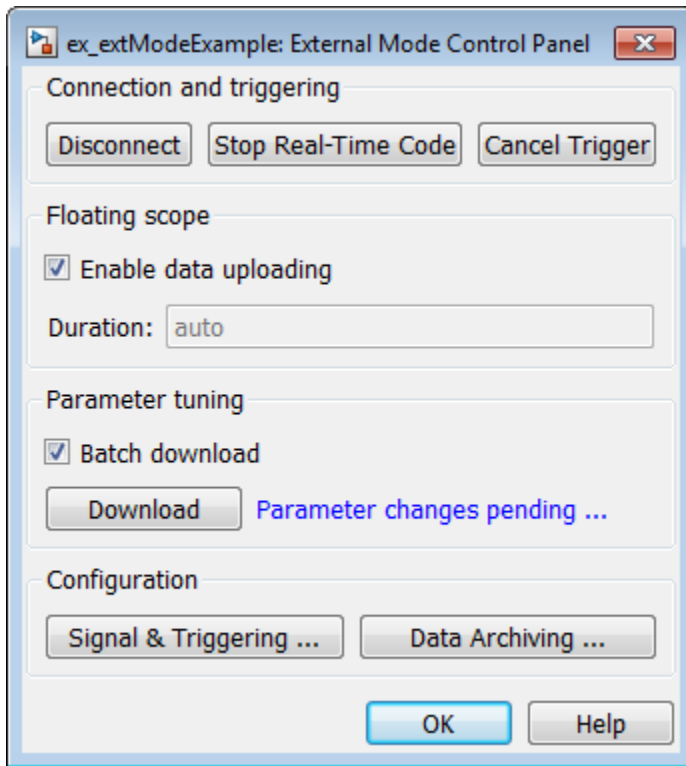 ex_extModeExample: External Mode Control Panel
Connection and triggering
Disconnect Stop Real-Time Code Cancel Trigger
Floating scope
Enable data uploading
Duration: auto
Parameter tuning
Batch download
Download Parameter changes pending ...
Configuration
Signal & Triggering ... Data Archiving ...
OK Help